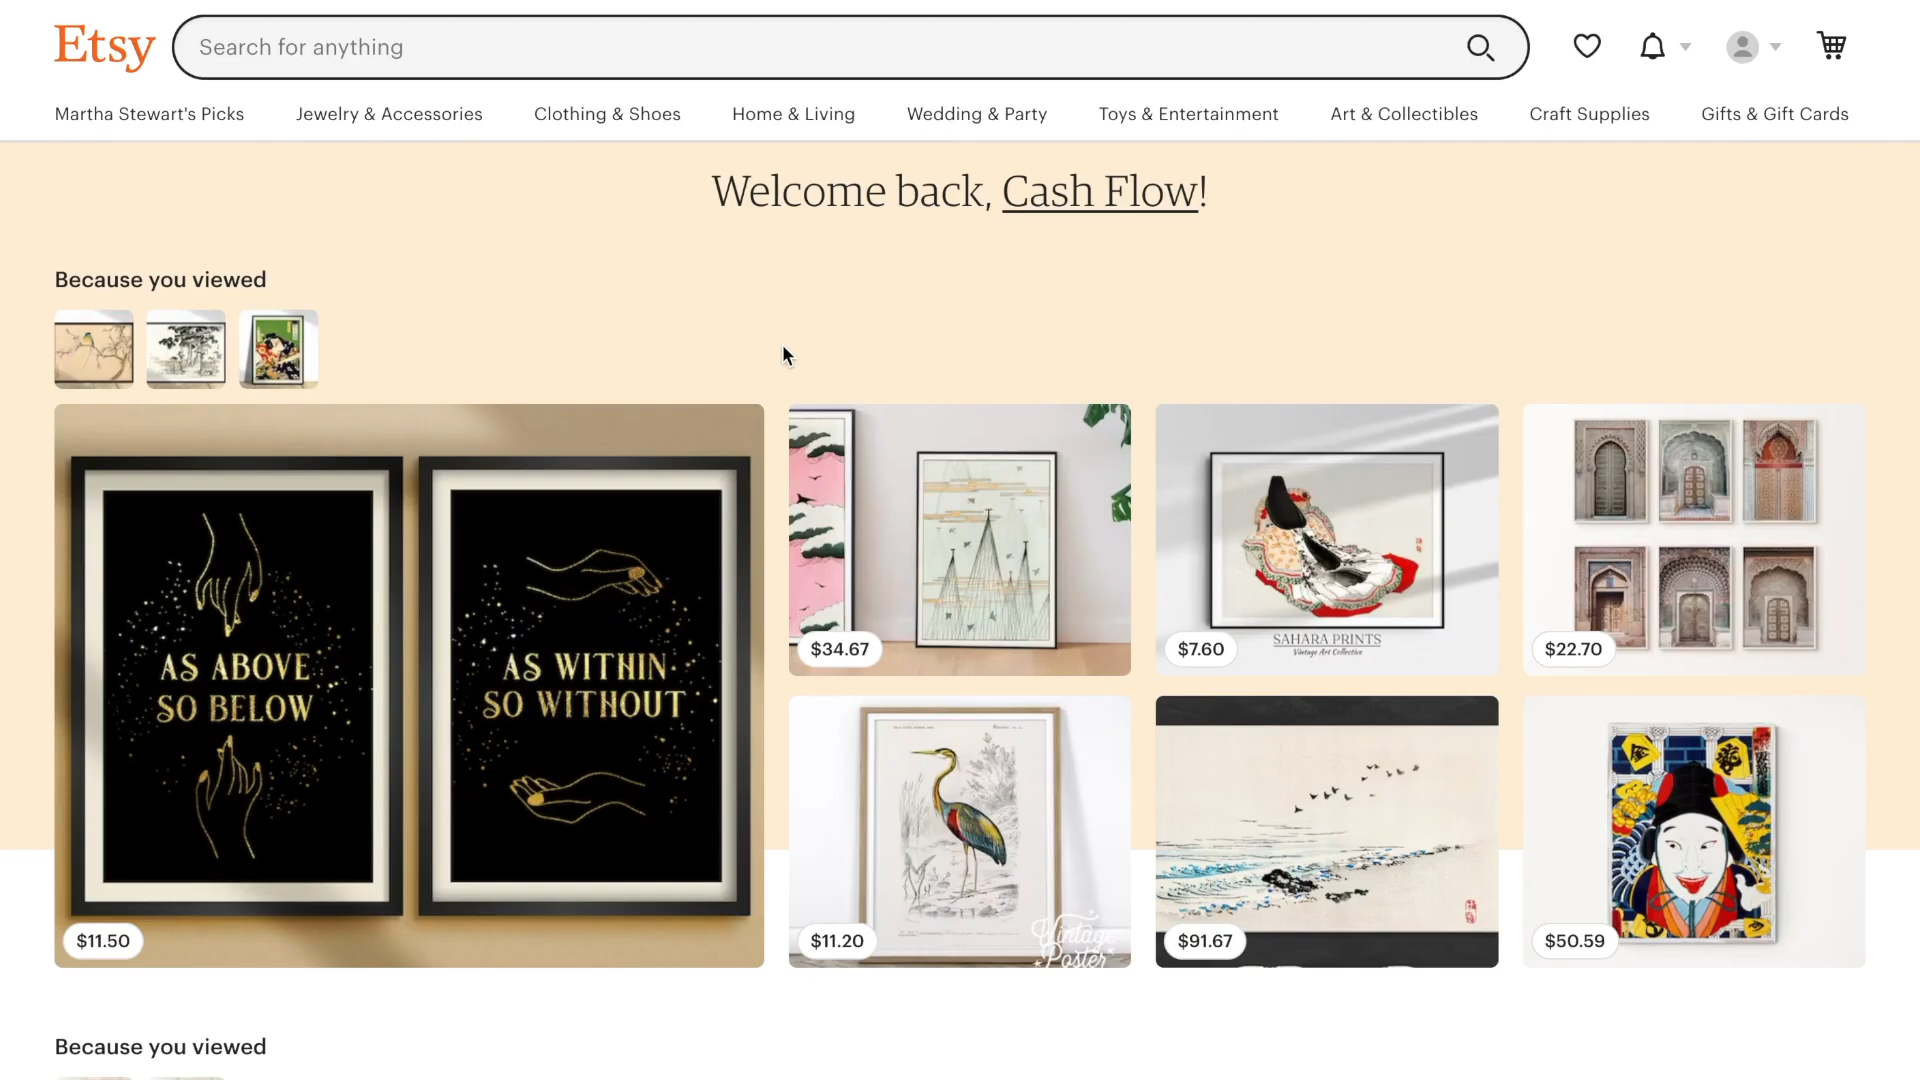 Etsy
Search for anything
Martha Stewart's Picks
Jewelry & Accessories
Clothing & Shoes
Home & Living
Wedding & Party
Toys & Entertainment
Art & Collectibles
Craft Supplies
Gifts & Gift Cards
Welcome back, Cash Flow!
Because you viewed
AS ABOVE
SO BELOW
AS WITHIN
SO WITHOUT
$11.50
$34.67
SAHARA PRINTS
Vintage Art Collective
$7.60
$22.70
Vintage
Poster
$11.20
$91.67
$50.59
Because you viewed